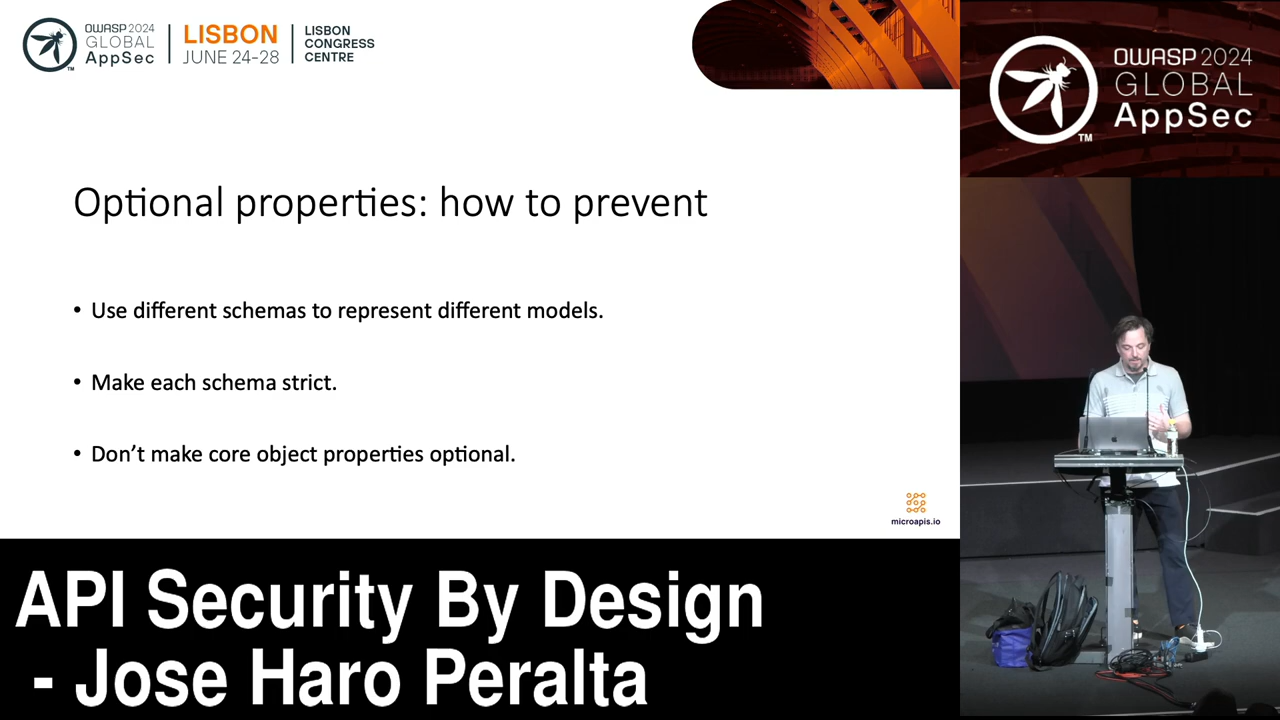 OWASP 2024
GLOBAL
AppSec
TM
LISBON
JUNE 24-28
LISBON
CONGRESS
CENTRE
Optional properties: how to prevent
• Use different schemas to represent different models.
• Make each schema strict.
• Don’t make core object properties optional.
microapis.io
API Security By Design
- Jose Haro Peralta
OWASP 2024
GLOBAL
AppSec
TM